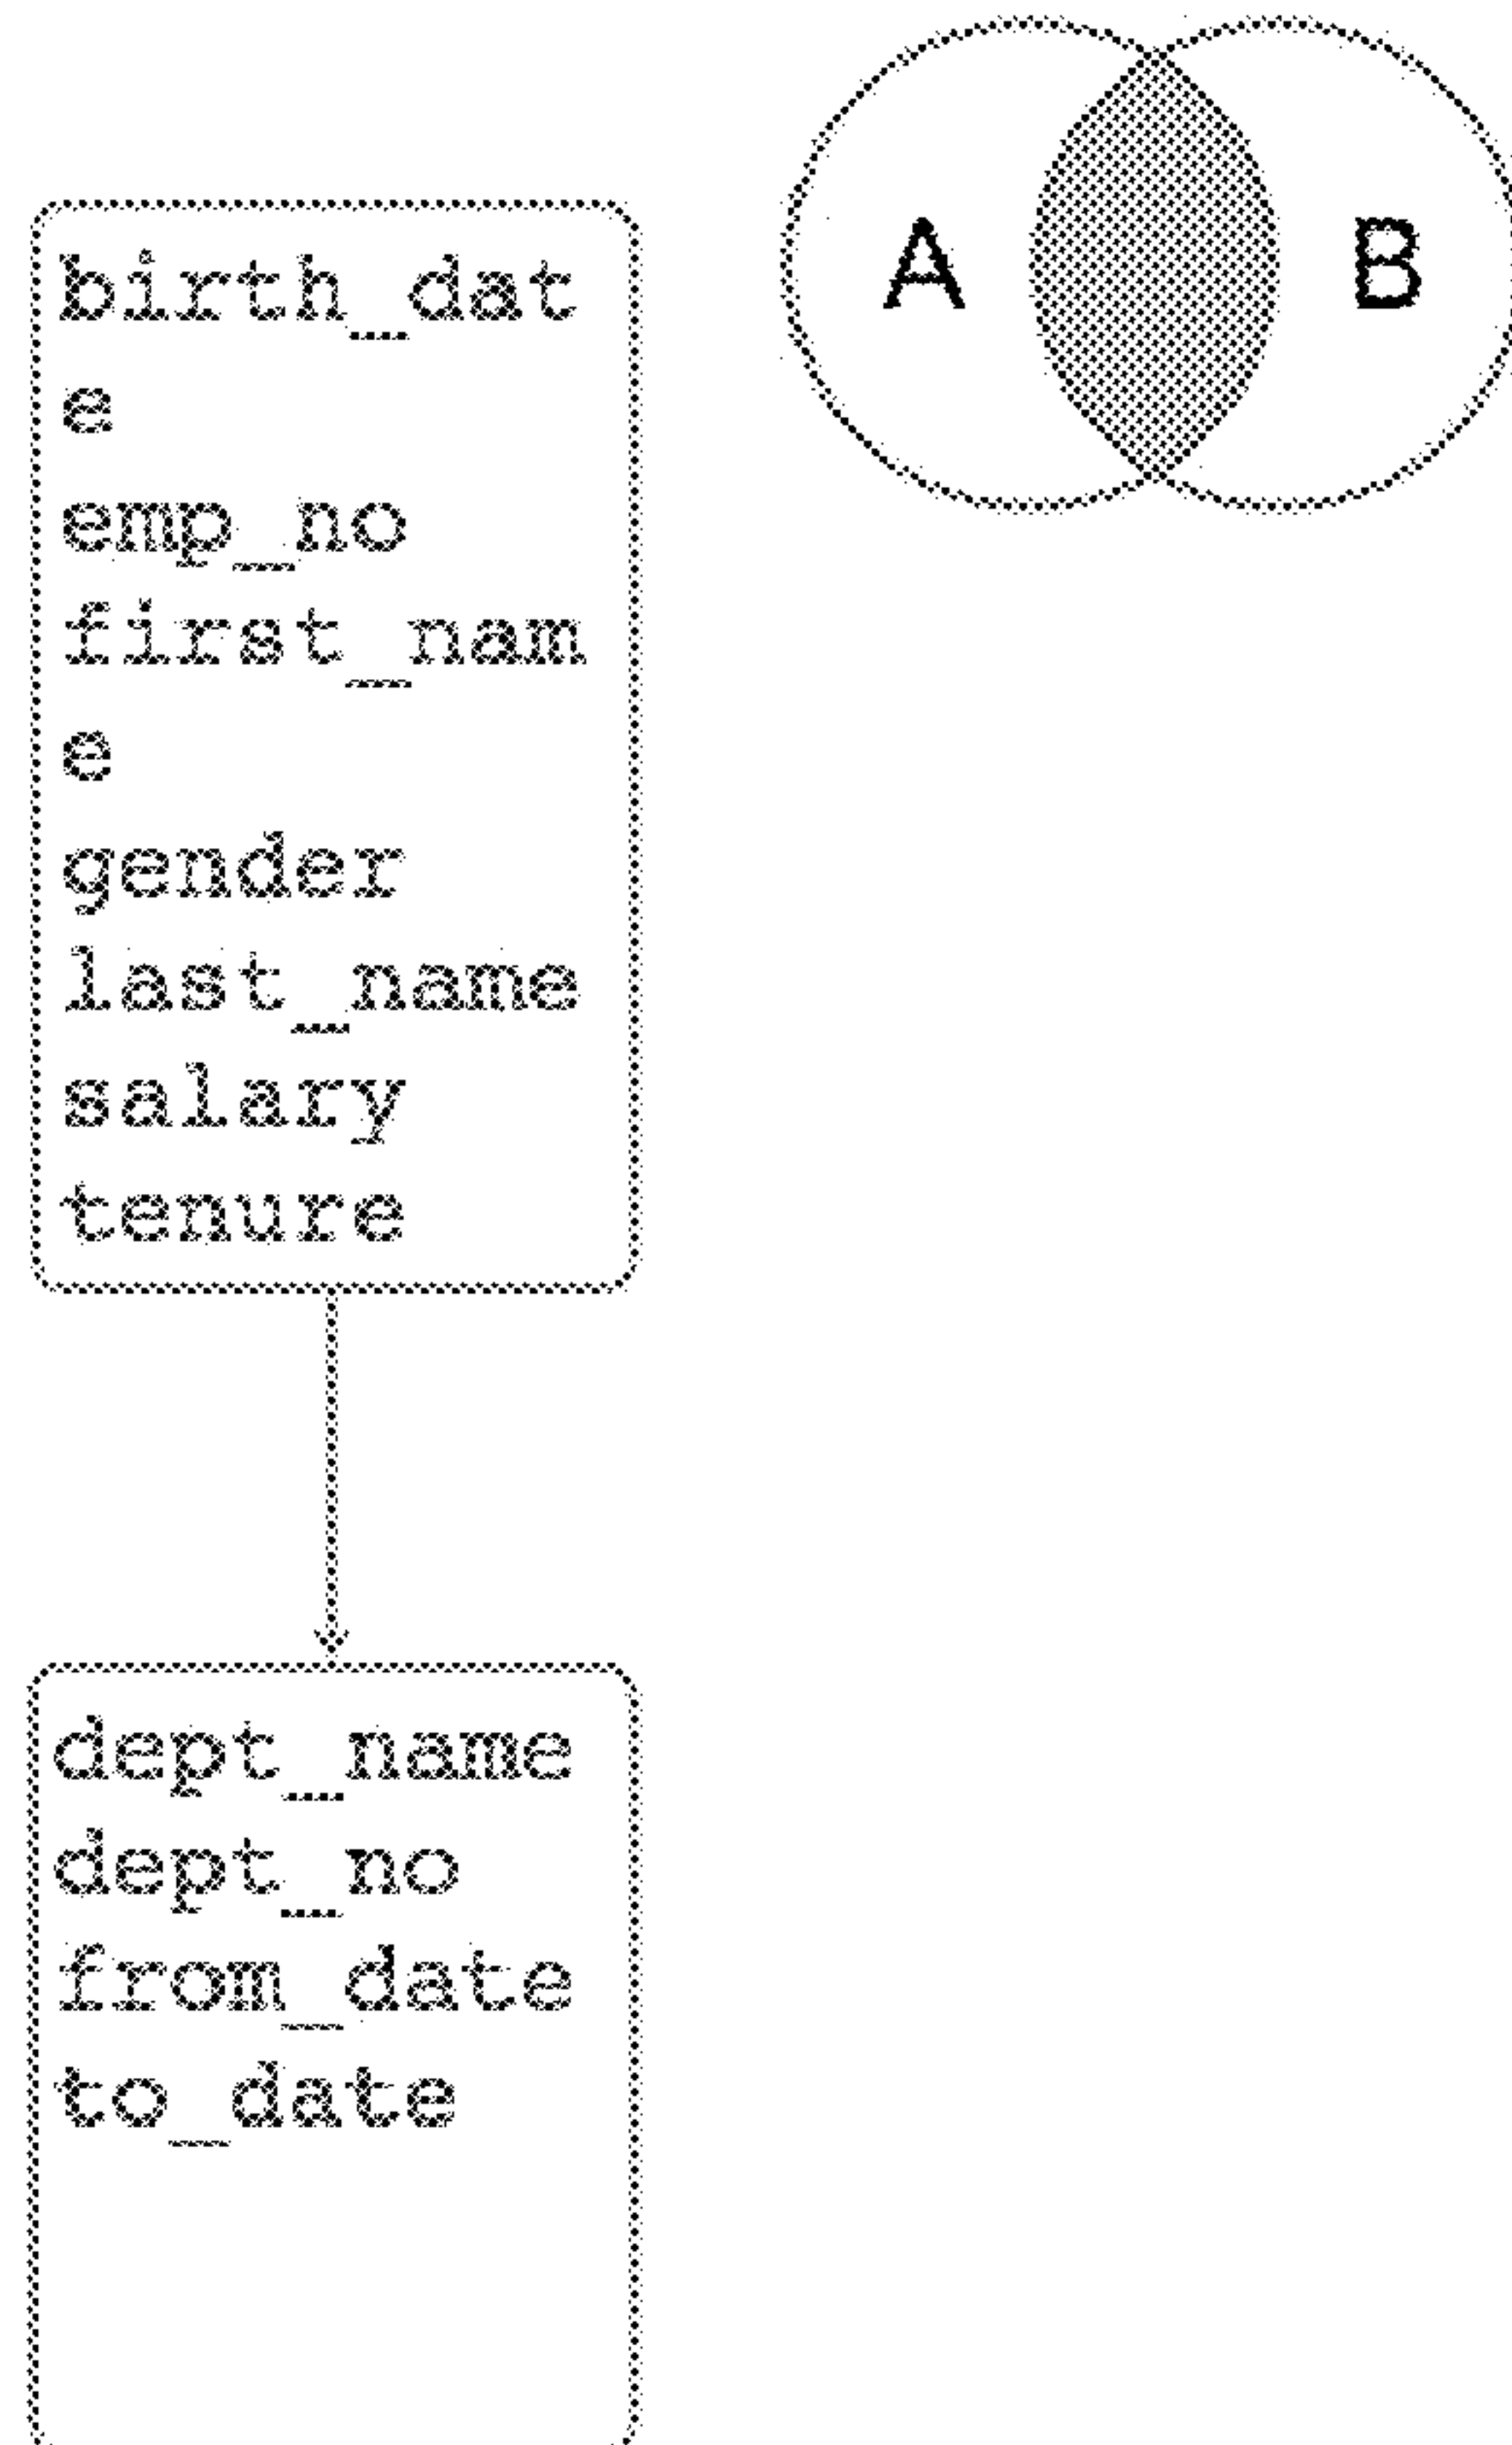 A B
birth_dat
e
emp_no
first_nam
e
gender
last_name
salary
tenure
dept_name
dept_no
from_date
to_date